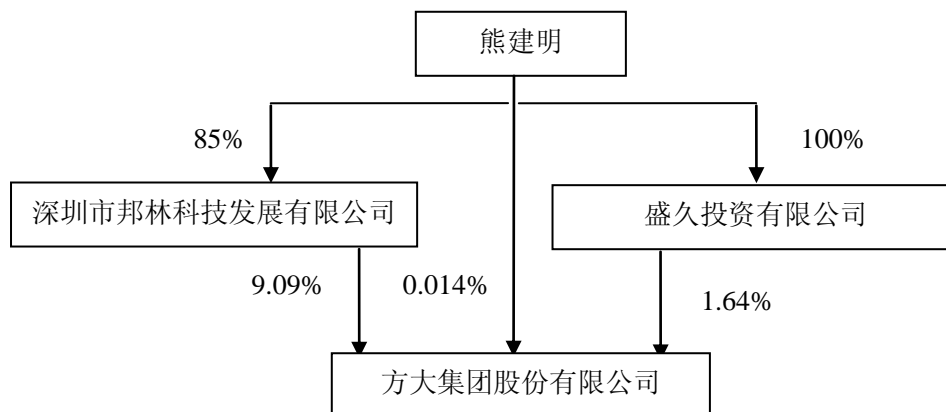 熊建明
85%
100%
深圳市邦林科技发展有限公司
盛久投资有限公司
9.09%
0.014%
1.64%
方大集团股份有限公司